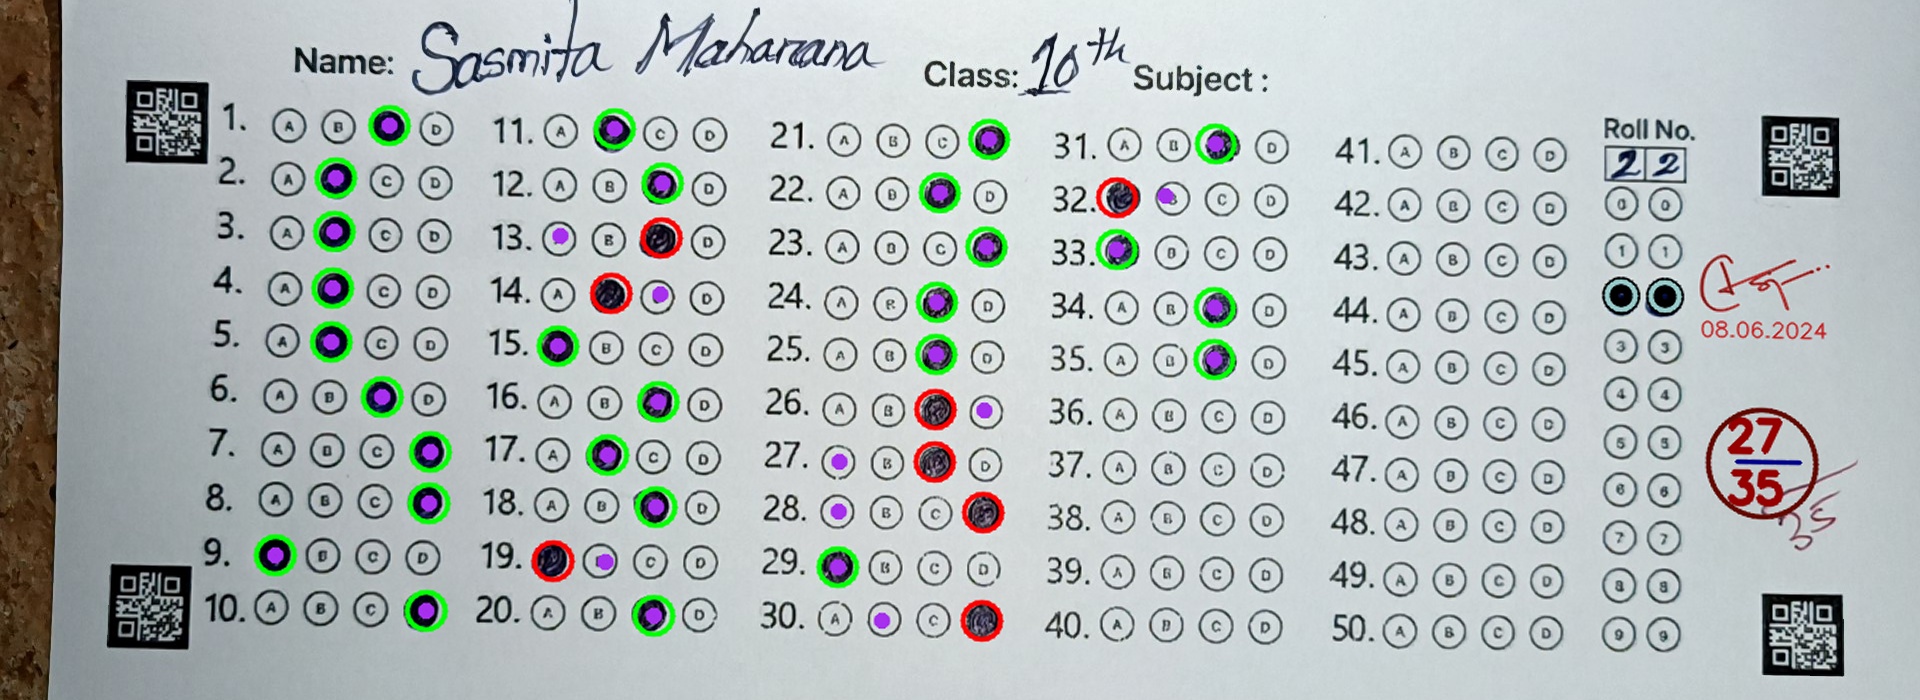 Name: Sasmita Maharana Class: 10th Subject :
1. A B D 11. A C D 21. A B C 31. A B D 41. A B C D
2. A C D 12. A B D 22. A B D 32. C D 42. A B C D
3. A C D 13. B D 23. A B C 33. B C D 43. A B C D
4. A C D 14. A D 24. A B D 34. A B D 44. A B C D
5. A C D 15. B C D 25. A B D 35. A B D 45. A B C D
6. A B D 16. A B D 26. A B 36. A B C D 46. A B C D
7. A B C 17. A C D 27. B D 37. A B C D 47. A B C D
8. A B C 18. A B D 28. B C 38. A B C D 48. A B C D
9. B C D 19. C D 29. B C D 39. A B C D 49. A B C D
10. A B C 20. A B D 30. A C 40. A B C D 50. A B C D
Roll No.
2 2
0 0
1 1
3 3
4 4
5 5
6 6
7 7
8 8
9 9
08.06.2024
27
35
35